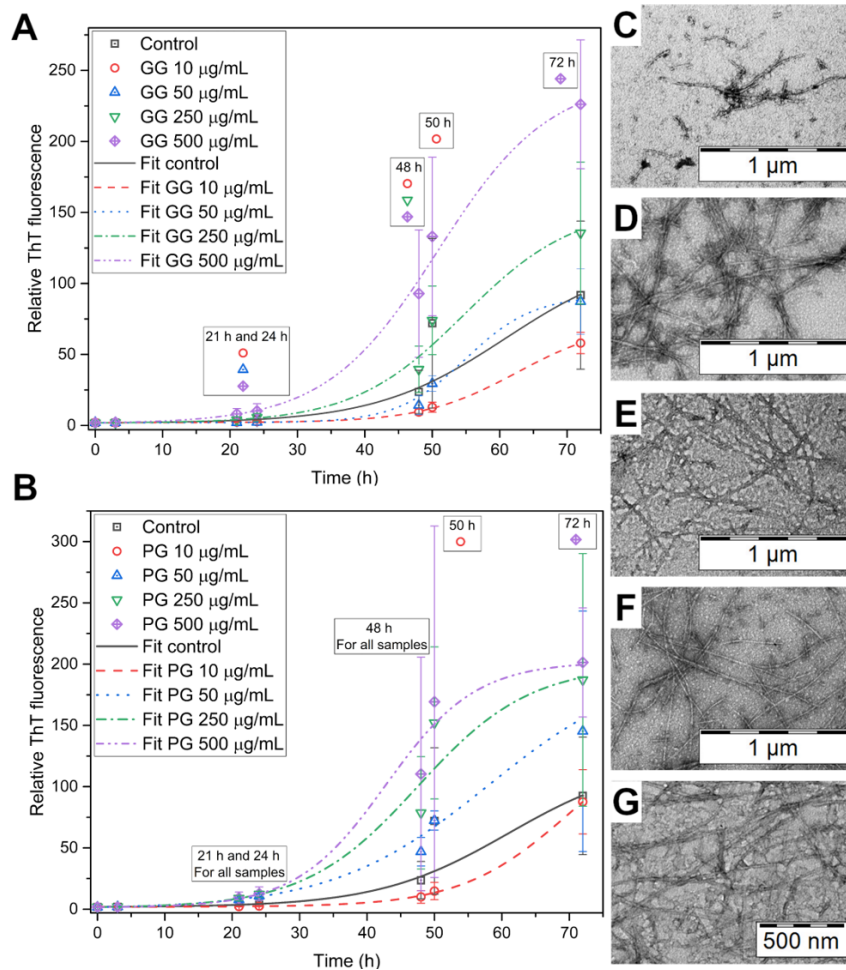 A
Control
GG 10 μg/mL
GG 50 μg/mL
GG 250 μg/mL
GG 500 μg/mL
Fit control
Fit GG 10 μg/mL
Fit GG 50 μg/mL
Fit GG 250 μg/mL
Fit GG 500 μg/mL
21 h and 24 h
48 h
50 h
72 h
Relative ThT fluorescence
0
50
100
150
200
250
0 10 20 30 40 50 60 70
Time (h)
B
Control
PG 10 μg/mL
PG 50 μg/mL
PG 250 μg/mL
PG 500 μg/mL
Fit control
Fit PG 10 μg/mL
Fit PG 50 μg/mL
Fit PG 250 μg/mL
Fit PG 500 μg/mL
21 h and 24 h
For all samples
48 h
For all samples
50 h
72 h
Relative ThT fluorescence
0
50
100
150
200
250
300
0 10 20 30 40 50 60 70
Time (h)
C
1 µm
D
1 µm
E
1 µm
F
1 µm
G
500 nm